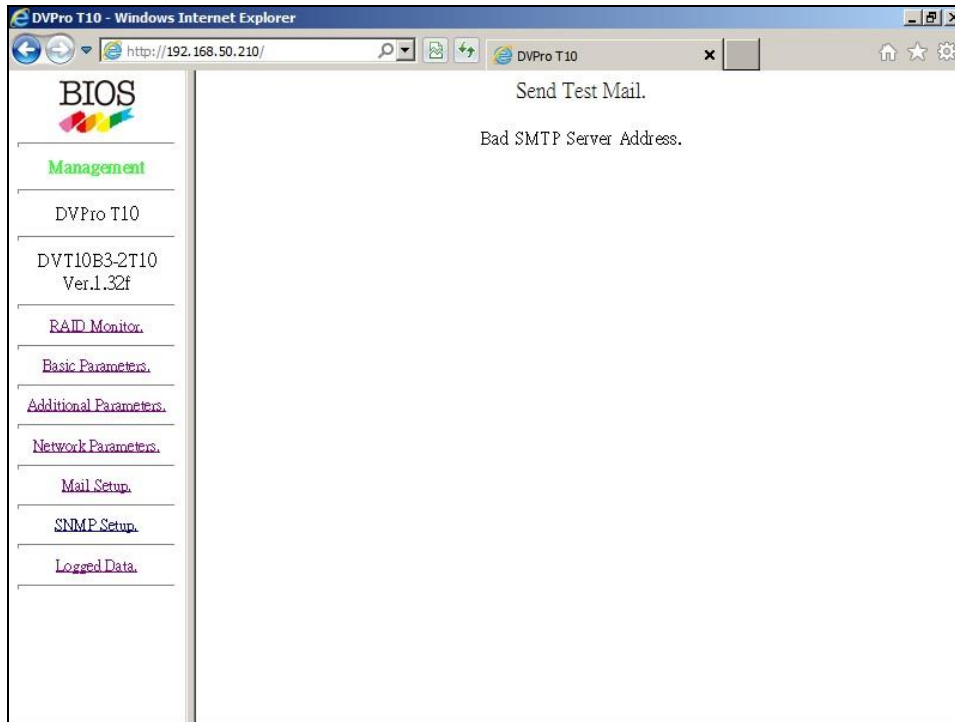 DVPro T10 - Windows Internet Explorer
http://192.168.50.210/
DVPro T10
BIOS
Management
DVPro T10
DVT10B3-2T10
Ver.1.32f
RAID Monitor.
Basic Parameters.
Additional Parameters.
Network Parameters.
Mail Setup.
SNMP Setup.
Logged Data.
Send Test Mail.
Bad SMTP Server Address.